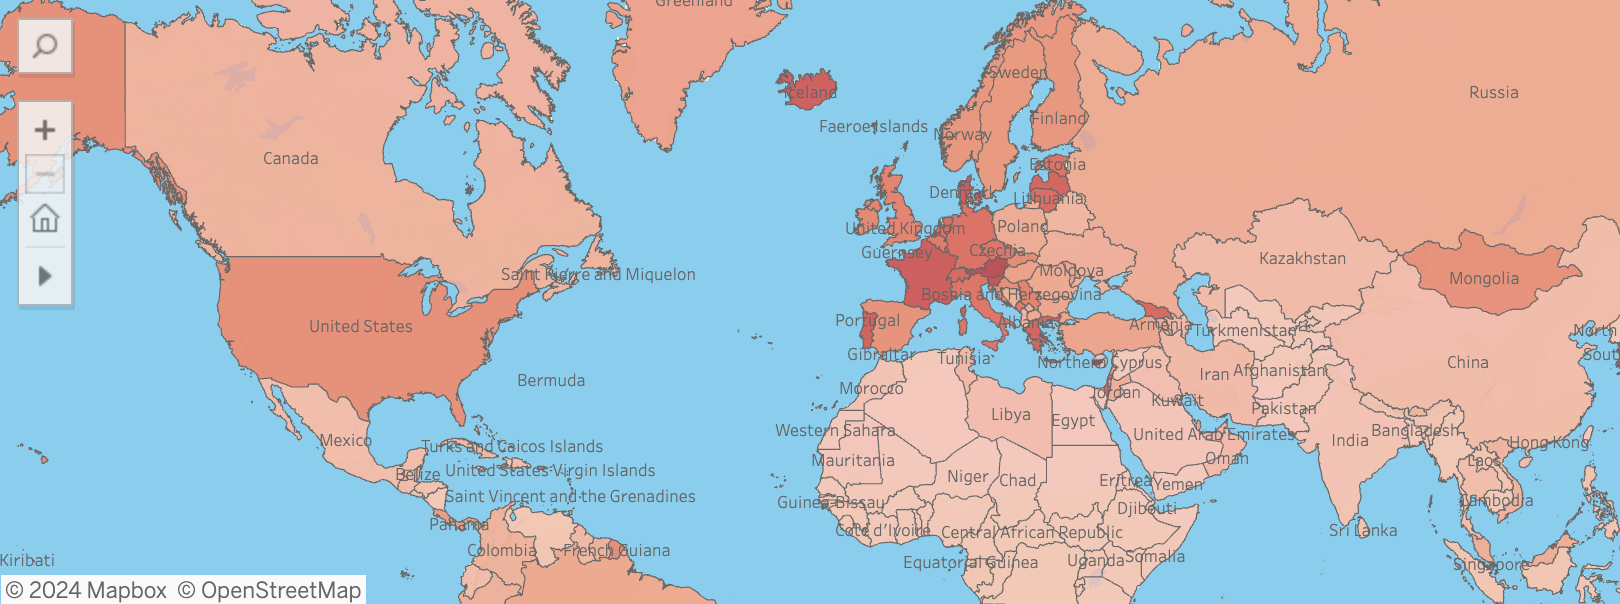 Greenland
Iceland
Sweden
Russia
Faeroe Islands
Finland
Norway
Canada
Estonia
Denmark
Lithuania
United Kingdom
Poland
Guernsey
Czechia
Kazakhstan
Saint Pierre and Miquelon
Moldova
Mongolia
Bosnia and Herzegovina
United States
Portugal
Albania
Armenia
Turkmenistan
North
Gibraltar
Tunisia
Northern Cyprus
China
Sout
Bermuda
Iran
Afghanistan
Morocco
Jordan
Kuwait
Pakistan
Libya
Egypt
Mexico
Western Sahara
United Arab Emirates
India
Bangladesh
Hong Kong
Turks and Caicos Islands
Mauritania
Oman
Laos
Belize
United States Virgin Islands
Niger
Chad
Eritrea
Yemen
Saint Vincent and the Grenadines
Guinea-Bissau
Djibouti
Cambodia
Panama
Côte d'Ivoire
Central African Republic
Sri Lanka
Kiribati
Colombia
French Guiana
Equatorial Guinea
Uganda
Somalia
Singapore
© 2024 Mapbox © OpenStreetMap